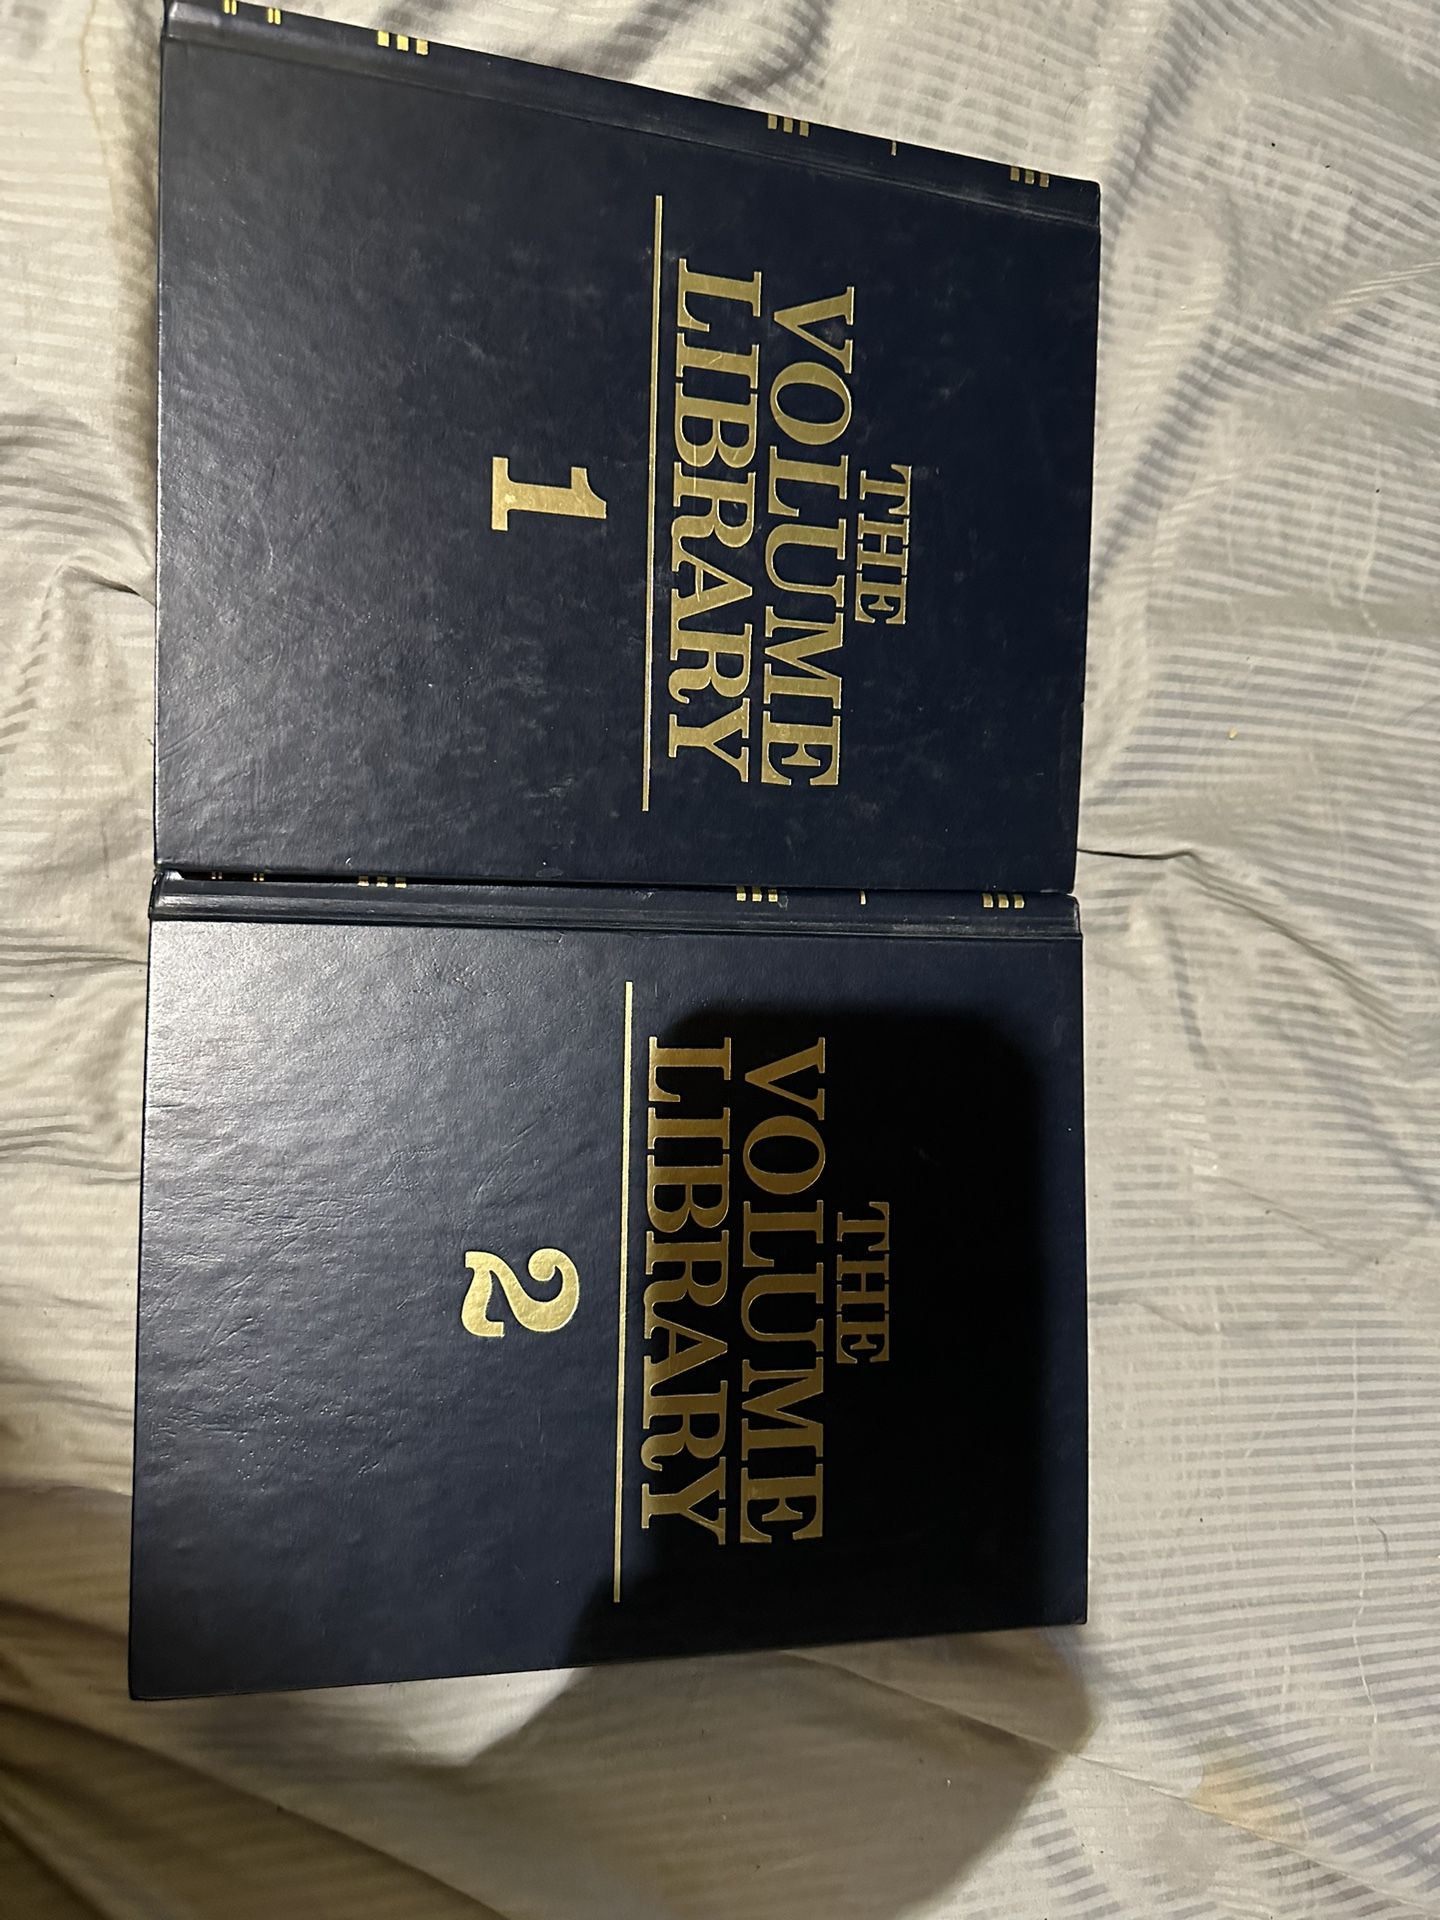 THE
VOLUME
LIBRARY
1
THE
VOLUME
LIBRARY
2